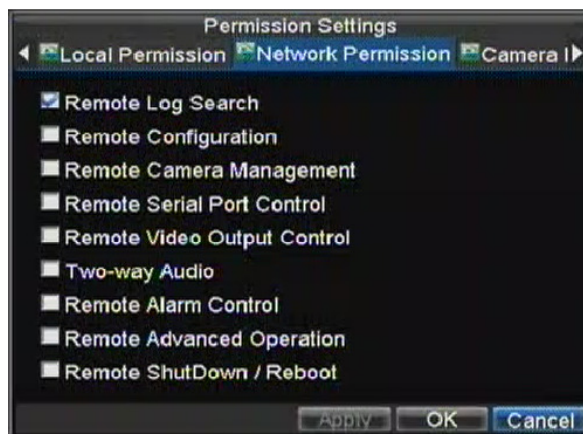 Permission Settings
Local Permission Network Permission Camera
Remote Log Search
Remote Configuration
Remote Camera Management
Remote Serial Port Control
Remote Video Output Control
Two-way Audio
Remote Alarm Control
Remote Advanced Operation
Remote ShutDown / Reboot
Apply OK Cancel